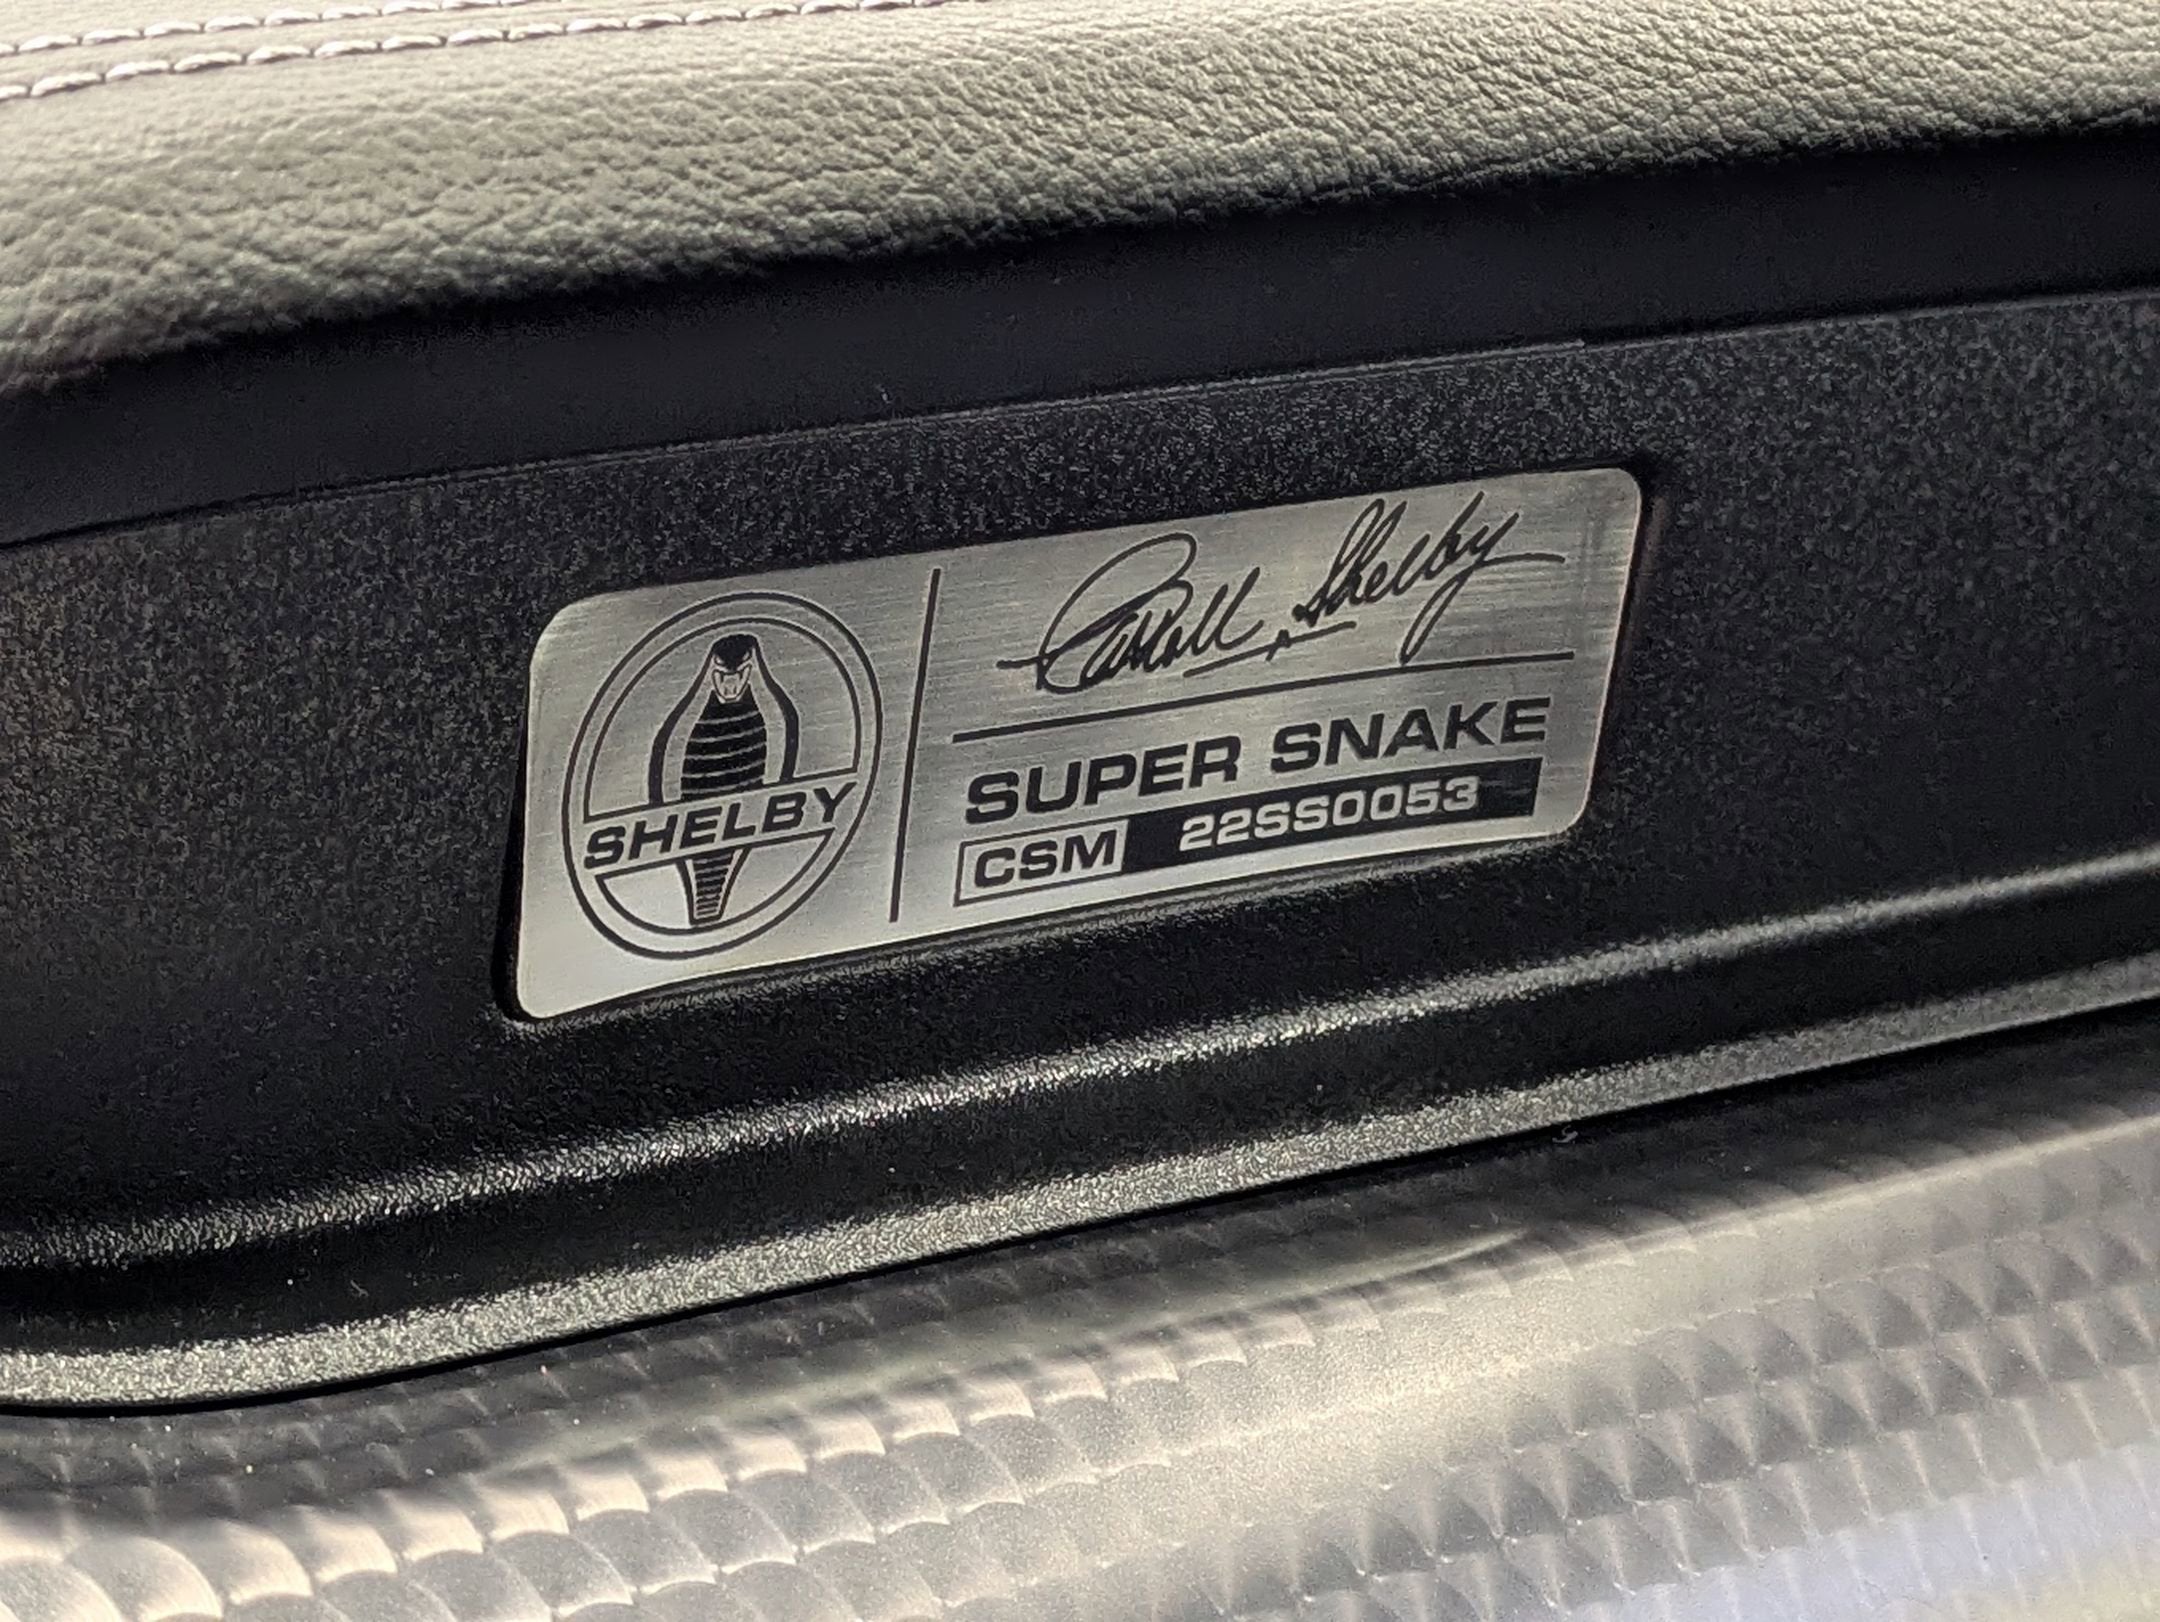 SHELBY
Carroll Shelby
SUPER SNAKE
CSM 22SS0053